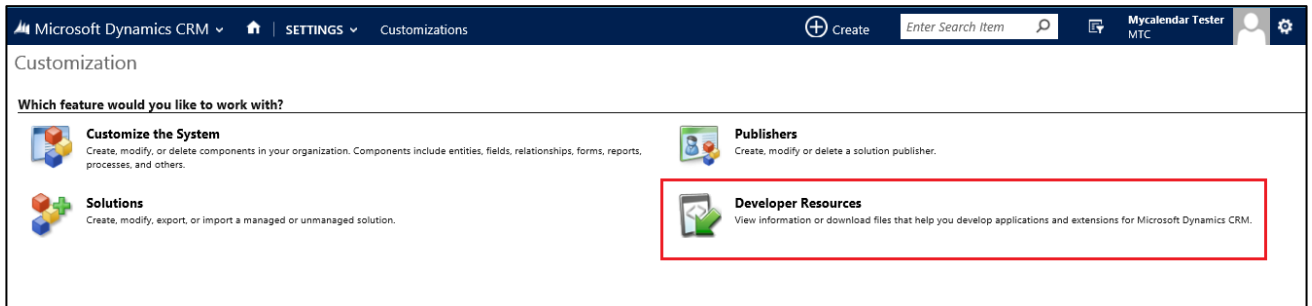 Microsoft Dynamics CRM SETTINGS Customizations Create Enter Search Item Mycalendar Tester
MTC
Customization
Which feature would you like to work with?
Customize the System
Create, modify, or delete components in your organization. Components include entities, fields, relationships, forms, reports,
processes, and others.
Publishers
Create, modify or delete a solution publisher.
Solutions
Create, modify, export, or import a managed or unmanaged solution.
Developer Resources
View information or download files that help you develop applications and extensions for Microsoft Dynamics CRM.